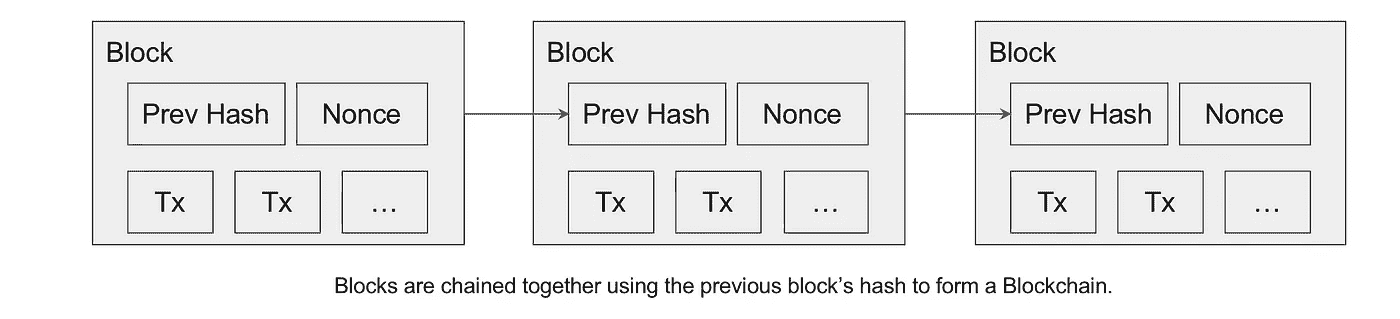 Block Block Block
Prev Hash Nonce Prev Hash Nonce Prev Hash Nonce
Tx Tx ... Tx Tx ... Tx Tx ...
Blocks are chained together using the previous block's hash to form a Blockchain.